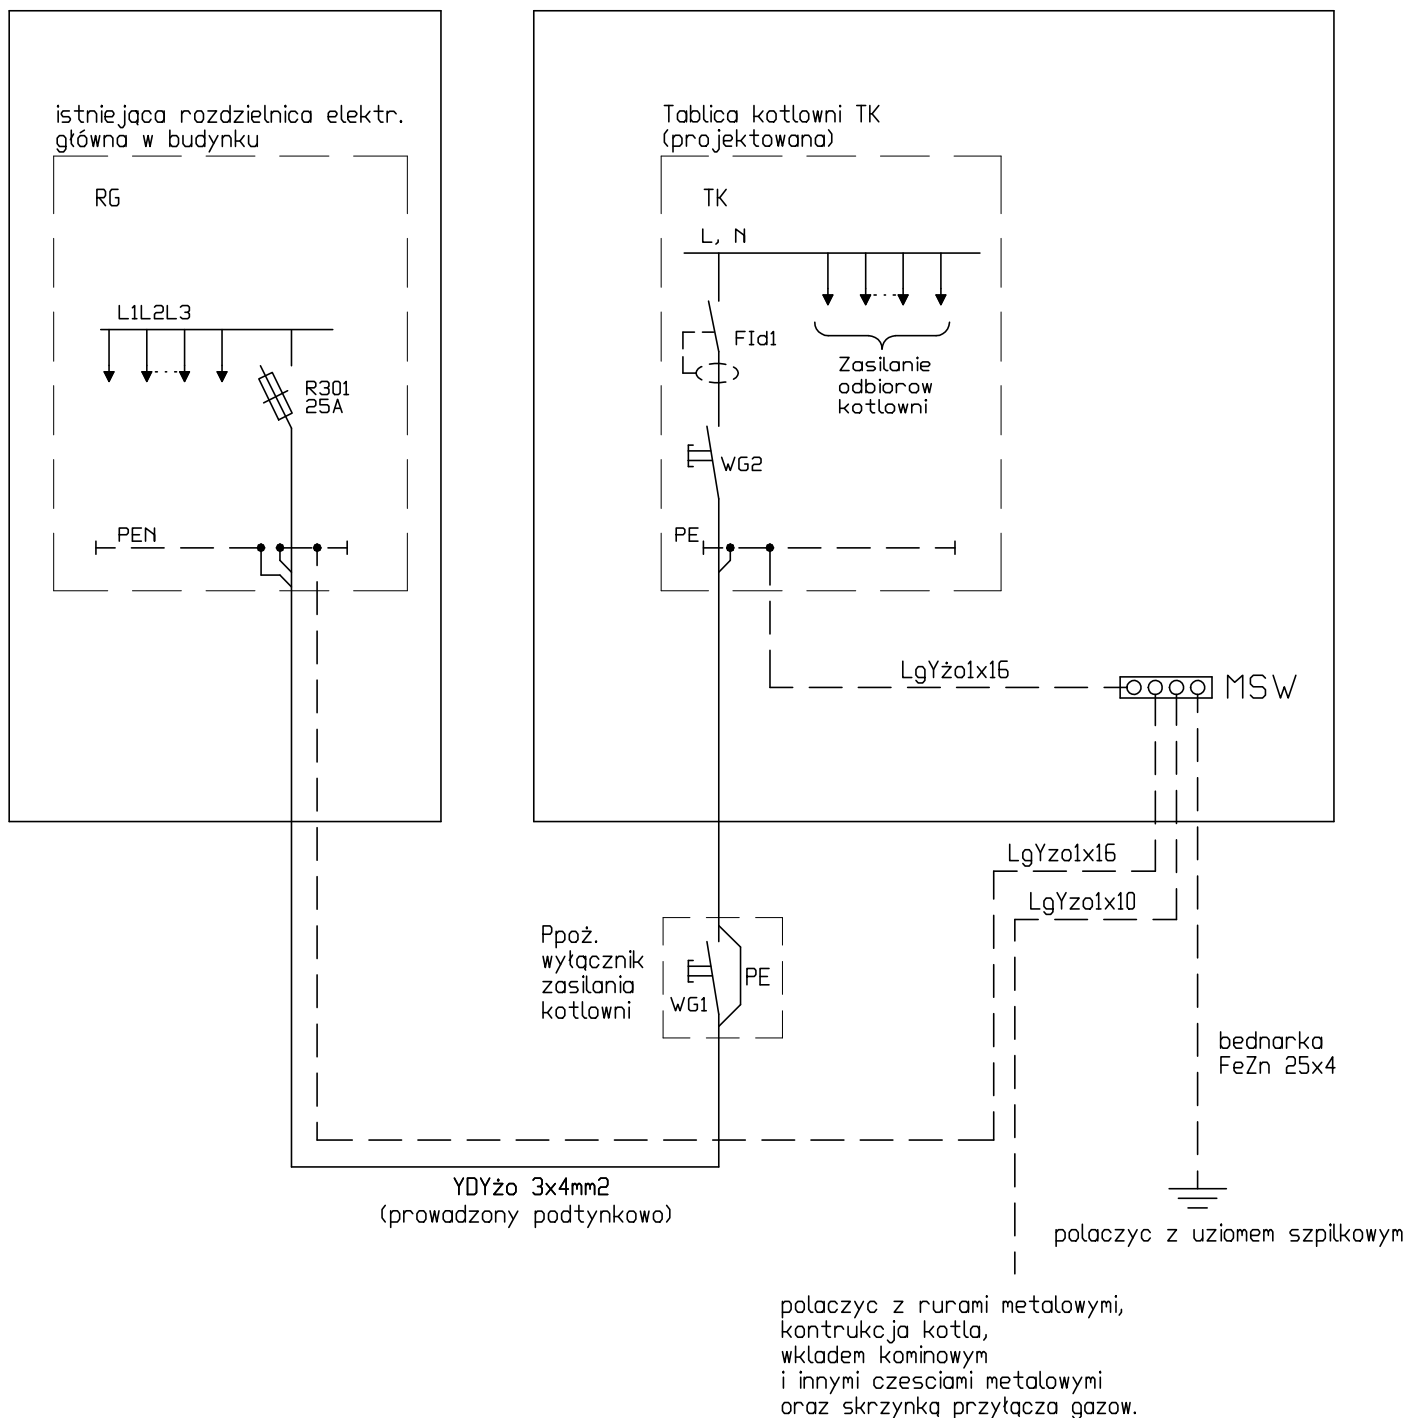 istniejąca rozdzielnica elektr.
główna w budynku
RG
L1L2L3
R301
25A
PEN
Tablica kotlowni TK
(projektowana)
TK
L, N
FId1
Zasilanie
odbiorow
kotlowni
WG2
PE
LgYżo1x16
MSW
LgYzo1x16
LgYzo1x10
Ppoż.
wyłącznik
zasilania
kotlowni
PE
WG1
bednarka
FeZn 25x4
YDYżo 3x4mm2
(prowadzony podtynkowo)
polaczyc z uziomem szpilkowym
polaczyc z rurami metalowymi,
kontrukcja kotla,
wkladem kominowym
i innymi czesciami metalowymi
oraz skrzynką przyłącza gazow.